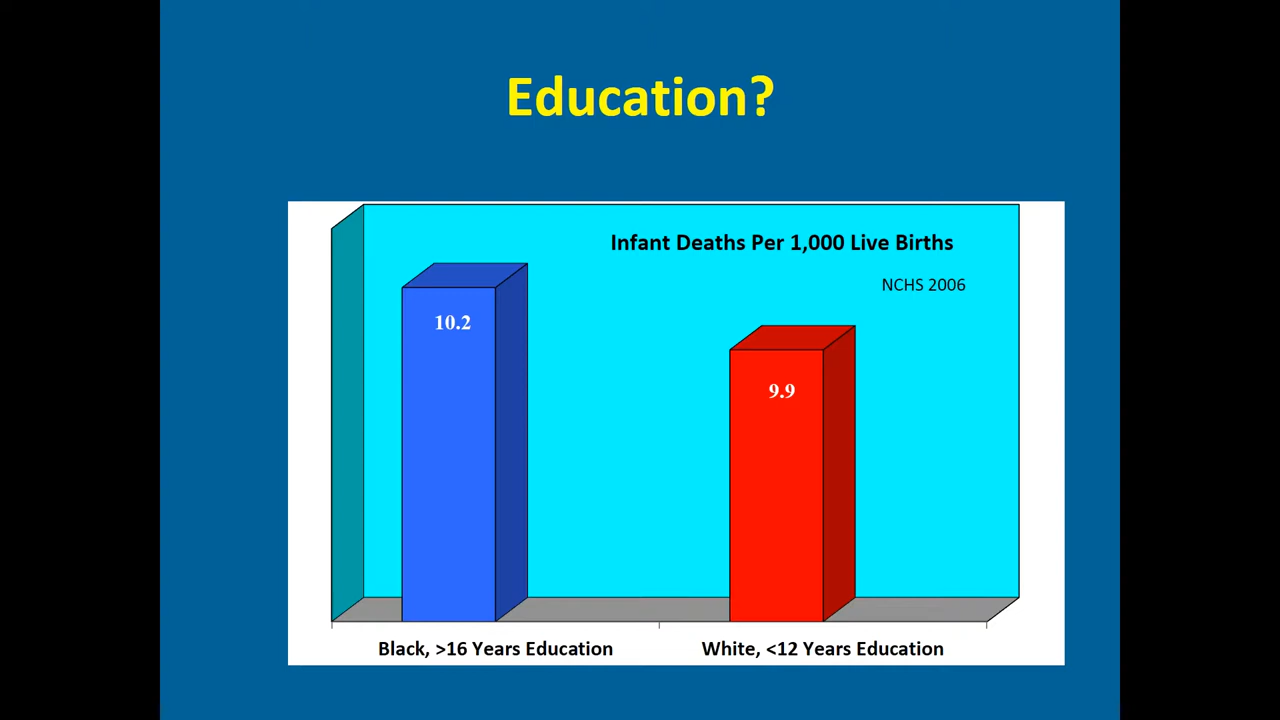 Education?
Infant Deaths Per 1,000 Live Births
NCHS 2006
10.2
9.9
Black, >16 Years Education
White, <12 Years Education